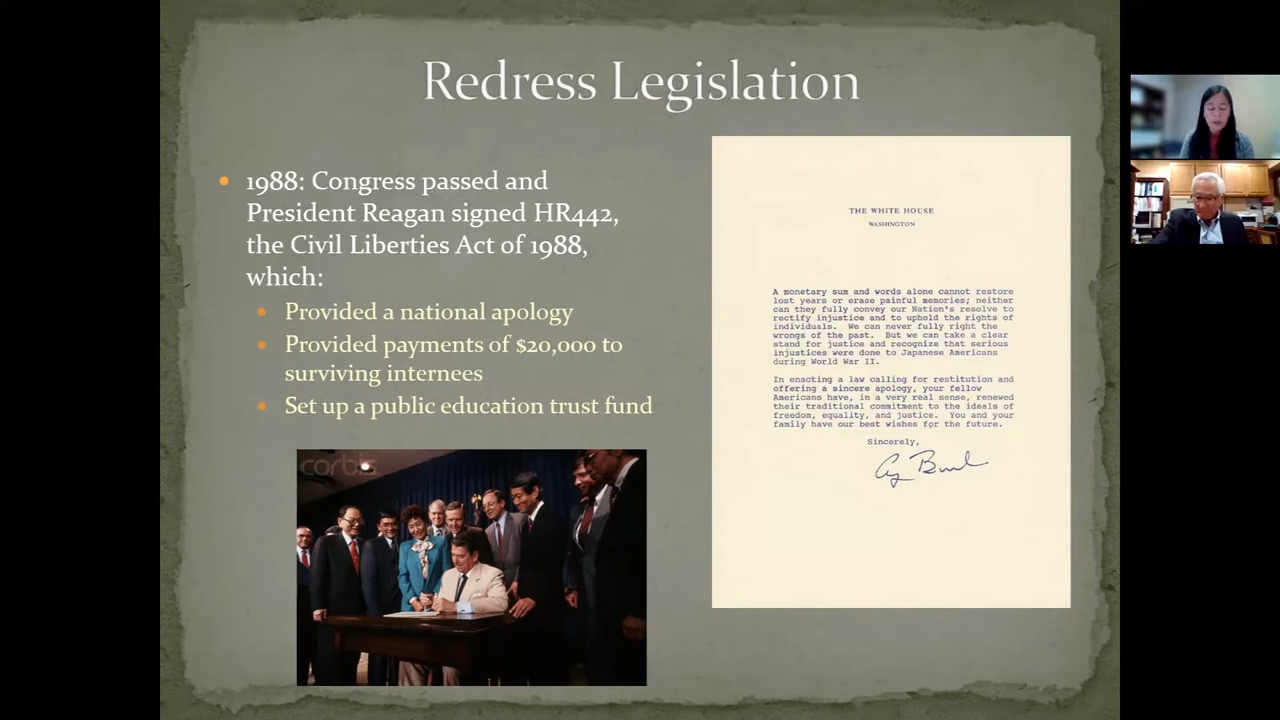 Redress Legislation
1988: Congress passed and
President Reagan signed HR442,
the Civil Liberties Act of 1988,
which:
Provided a national apology
Provided payments of $20,000 to
surviving internees
Set up a public education trust fund
corbis
THE WHITE HOUSE
WASHINGTON
A monetary sum and words alone cannot restore
lost years or erase painful memories; neither
can they fully convey our Nation's resolve to
rectify injustice and to uphold the rights of
individuals. We can never fully right the
wrongs of the past. But we can take a clear
stand for justice and recognize that serious
injustices were done to Japanese Americans
during World War II.
In enacting a law calling for restitution and
offering a sincere apology, your fellow
Americans have, in a very real sense, renewed
their traditional commitment to the ideals of
freedom, equality, and justice. You and your
family have our best wishes for the future.
Sincerely,